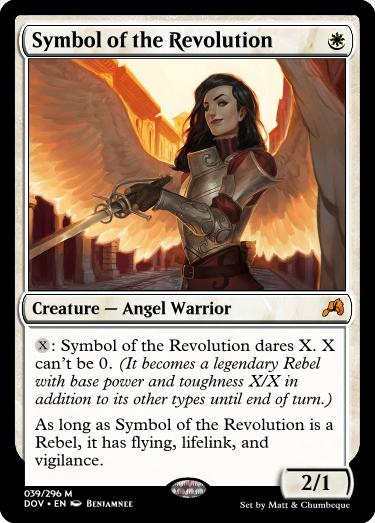 Symbol of the Revolution
Creature — Angel Warrior
X: Symbol of the Revolution dares X. X
can't be 0. (It becomes a legendary Rebel
with base power and toughness X/X in
addition to its other types until end of turn.)
As long as Symbol of the Revolution is a
Rebel, it has flying, lifelink, and
vigilance.
2/1
039/296 M
DOV • EN Benjamnee
Set by Matt & Chumbeque